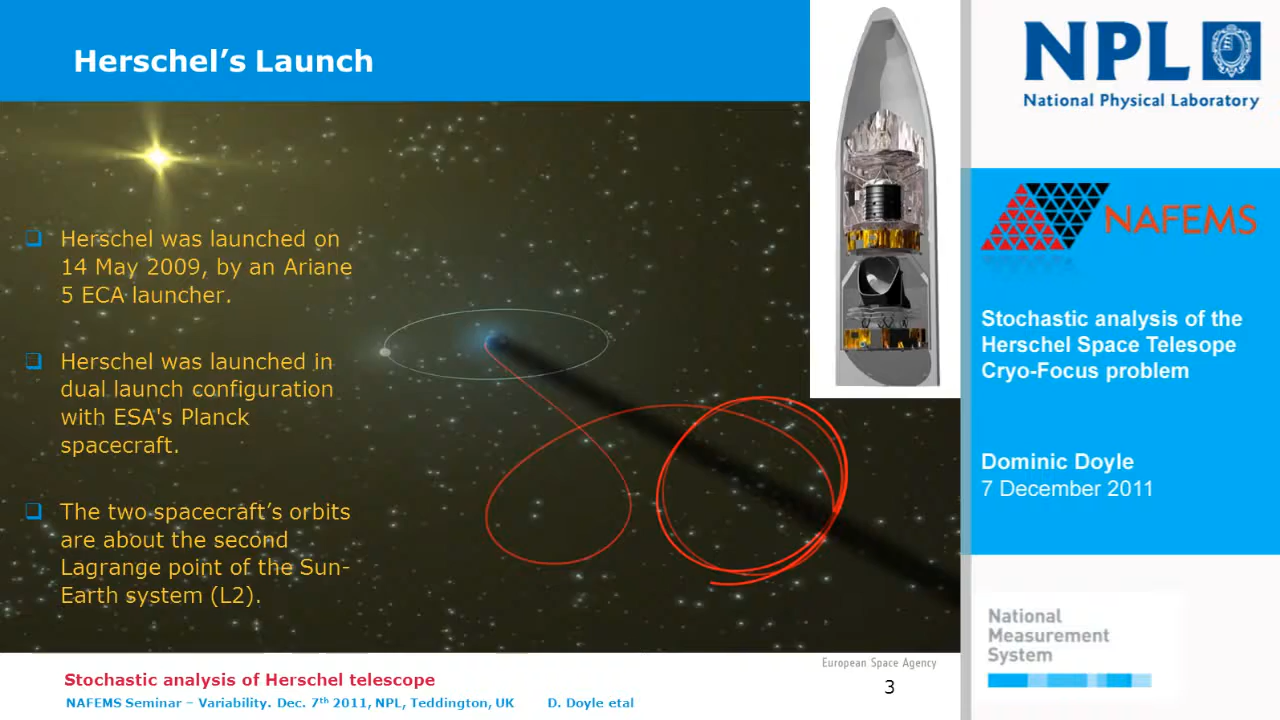 Herschel’s Launch
Herschel was launched on
14 May 2009, by an Ariane
5 ECA launcher.
Herschel was launched in
dual launch configuration
with ESA's Planck
spacecraft.
The two spacecraft’s orbits
are about the second
Lagrange point of the Sun-
Earth system (L2).
European Space Agency
Stochastic analysis of Herschel telescope
3
NAFEMS Seminar – Variability. Dec. 7th 2011, NPL, Teddington, UK D. Doyle etal
NPL
National Physical Laboratory
NAFEMS
Stochastic analysis of the
Herschel Space Telesope
Cryo-Focus problem
Dominic Doyle
7 December 2011
National
Measurement
System